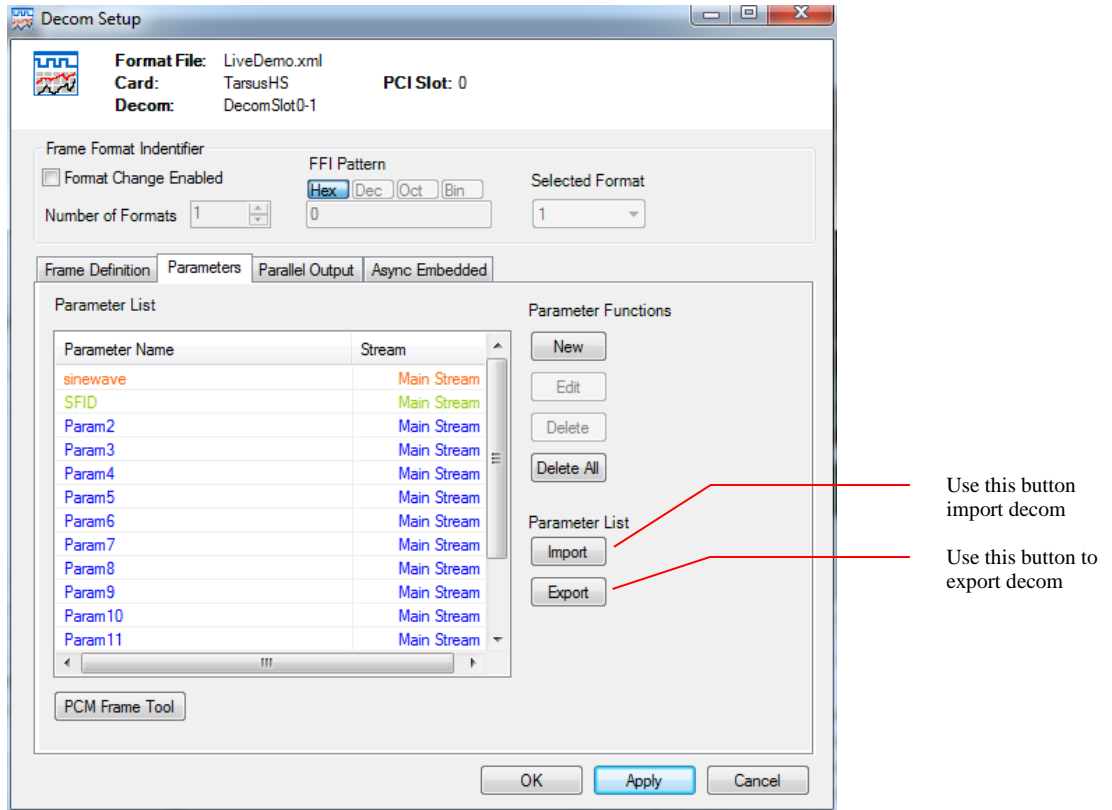 Decom Setup
Format File: LiveDemo.xml
Card: TarsusHS PCI Slot: 0
Decom: DecomSlot0-1
Frame Format Indentifier
Format Change Enabled
FFI Pattern
Hex Dec Oct Bin
Selected Format
Number of Formats 1
0
1
Frame Definition Parameters Parallel Output Async Embedded
Parameter List
Parameter Functions
Parameter Name Stream
New
sinewave Main Stream
Edit
SFID Main Stream
Param2 Main Stream
Delete
Param3 Main Stream
Param4 Main Stream
Delete All
Param5 Main Stream
Param6 Main Stream
Parameter List
Param7 Main Stream
Import
Param8 Main Stream
Param9 Main Stream
Export
Param10 Main Stream
Param11 Main Stream
PCM Frame Tool
OK Apply Cancel
Use this button
import decom
Use this button to
export decom